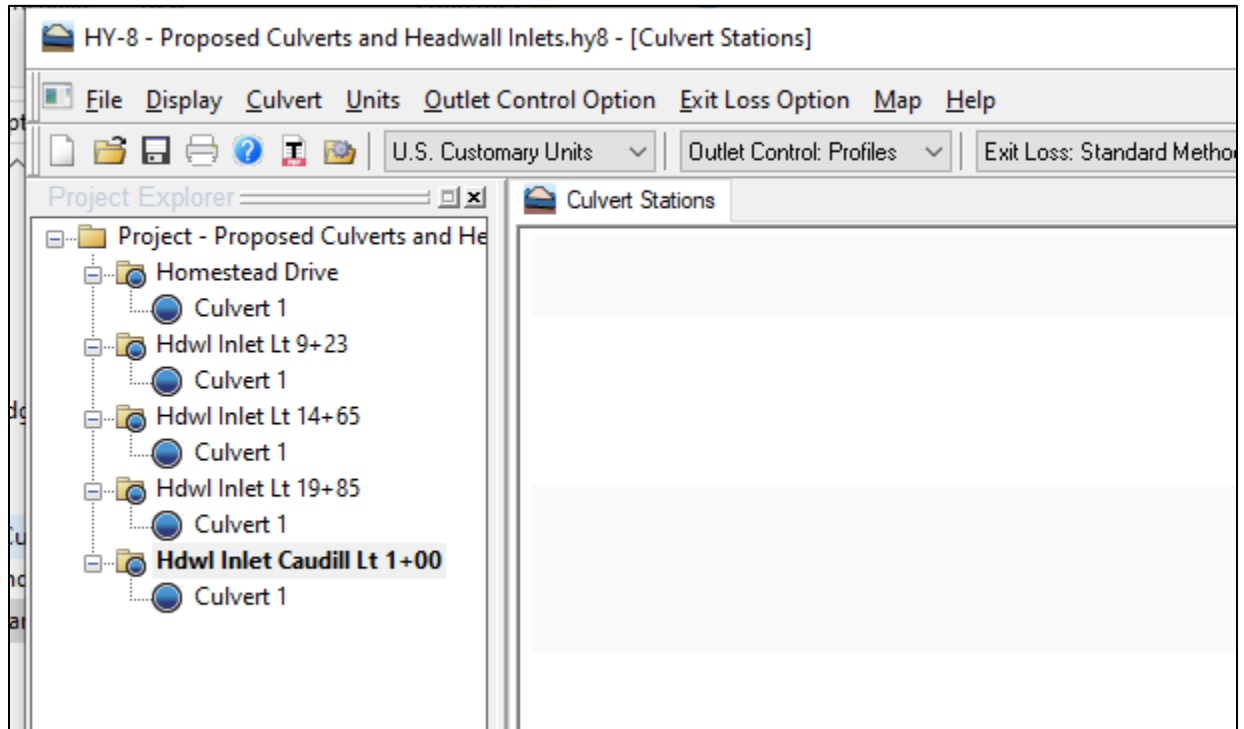 HY-8 - Proposed Culverts and Headwall Inlets.hy8 - [Culvert Stations]
File Display Culvert Units Outlet Control Option Exit Loss Option Map Help
U.S. Customary Units Outlet Control: Profiles Exit Loss: Standard Metho
Project Explorer
Culvert Stations
Project - Proposed Culverts and He
Homestead Drive
Culvert 1
Hdwl Inlet Lt 9+23
Culvert 1
Hdwl Inlet Lt 14+65
Culvert 1
Hdwl Inlet Lt 19+85
Culvert 1
Hdwl Inlet Caudill Lt 1+00
Culvert 1